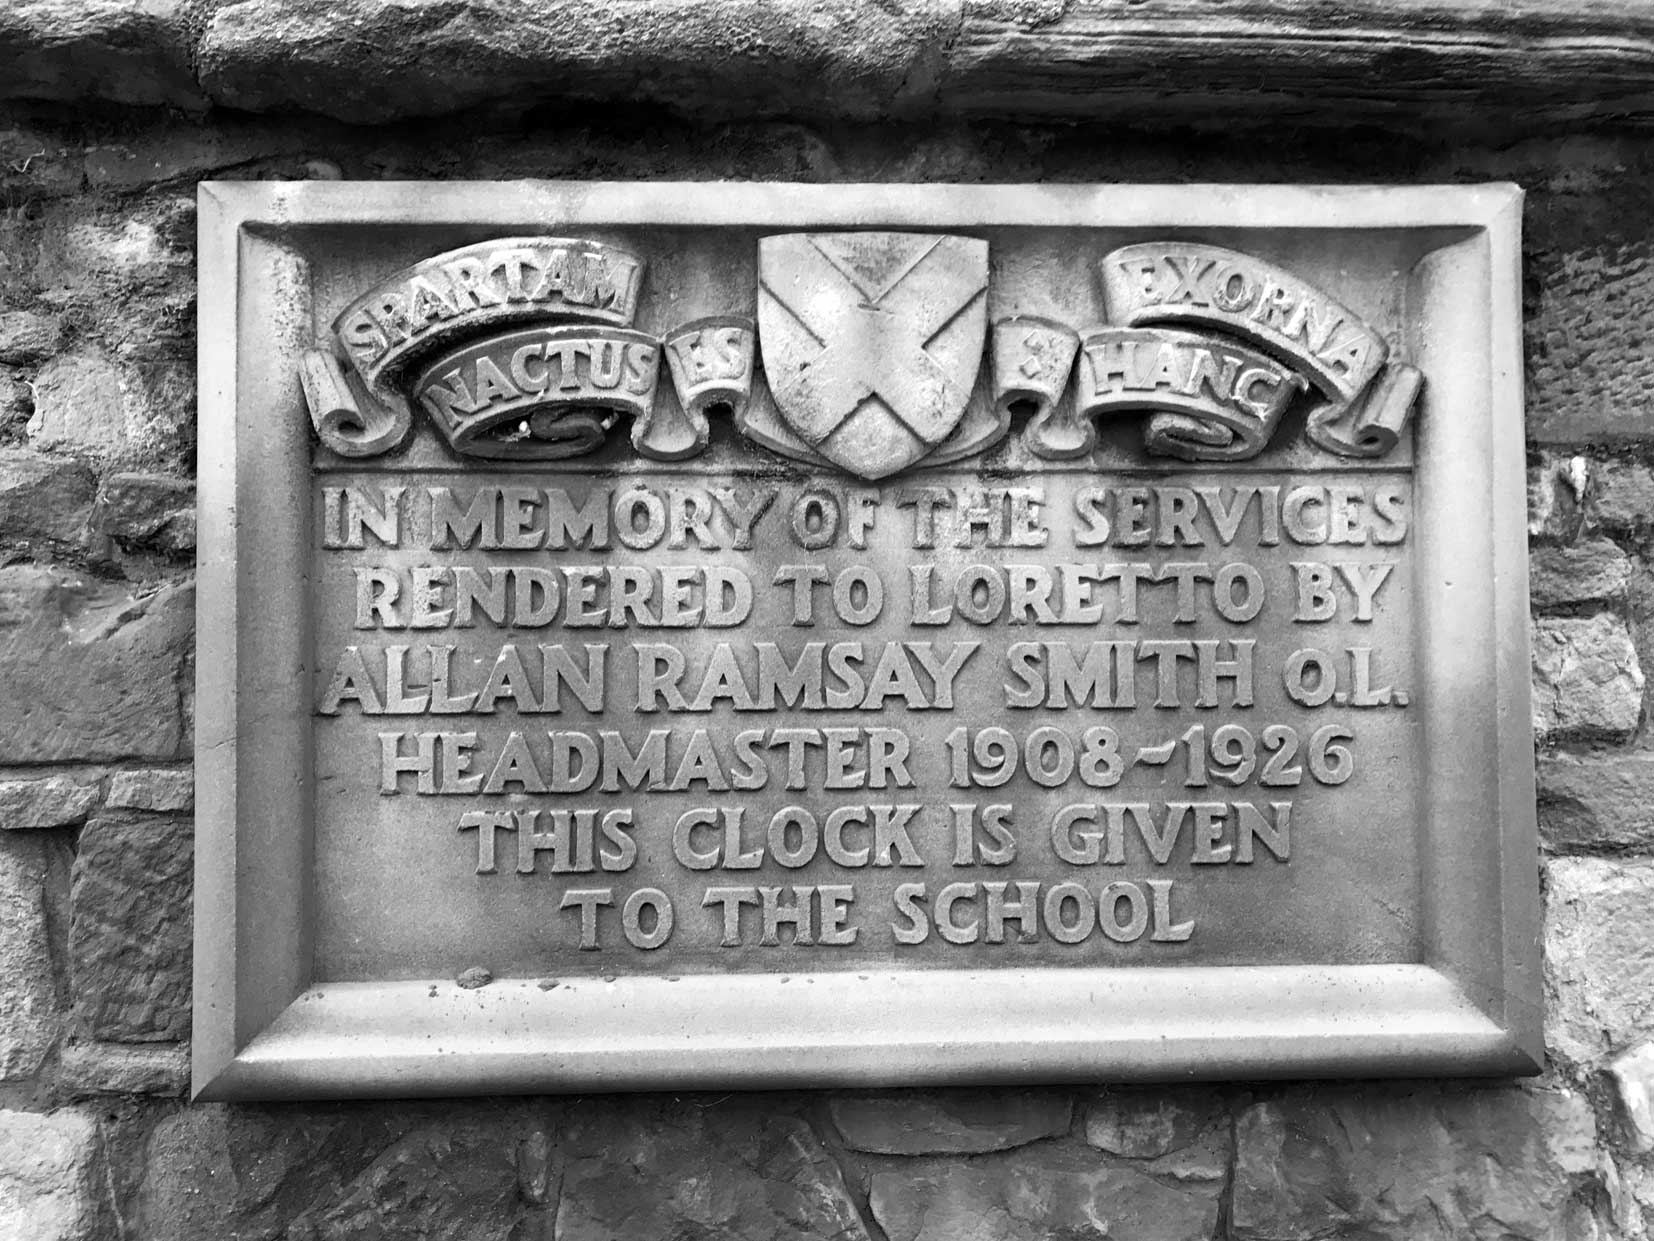 SPARTAM
NACTUS ES
HANC
EXORNA
IN MEMORY OF THE SERVICES
RENDERED TO LORETTO BY
ALLAN RAMSAY SMITH O.L.
HEADMASTER 1908-1926
THIS CLOCK IS GIVEN
TO THE SCHOOL